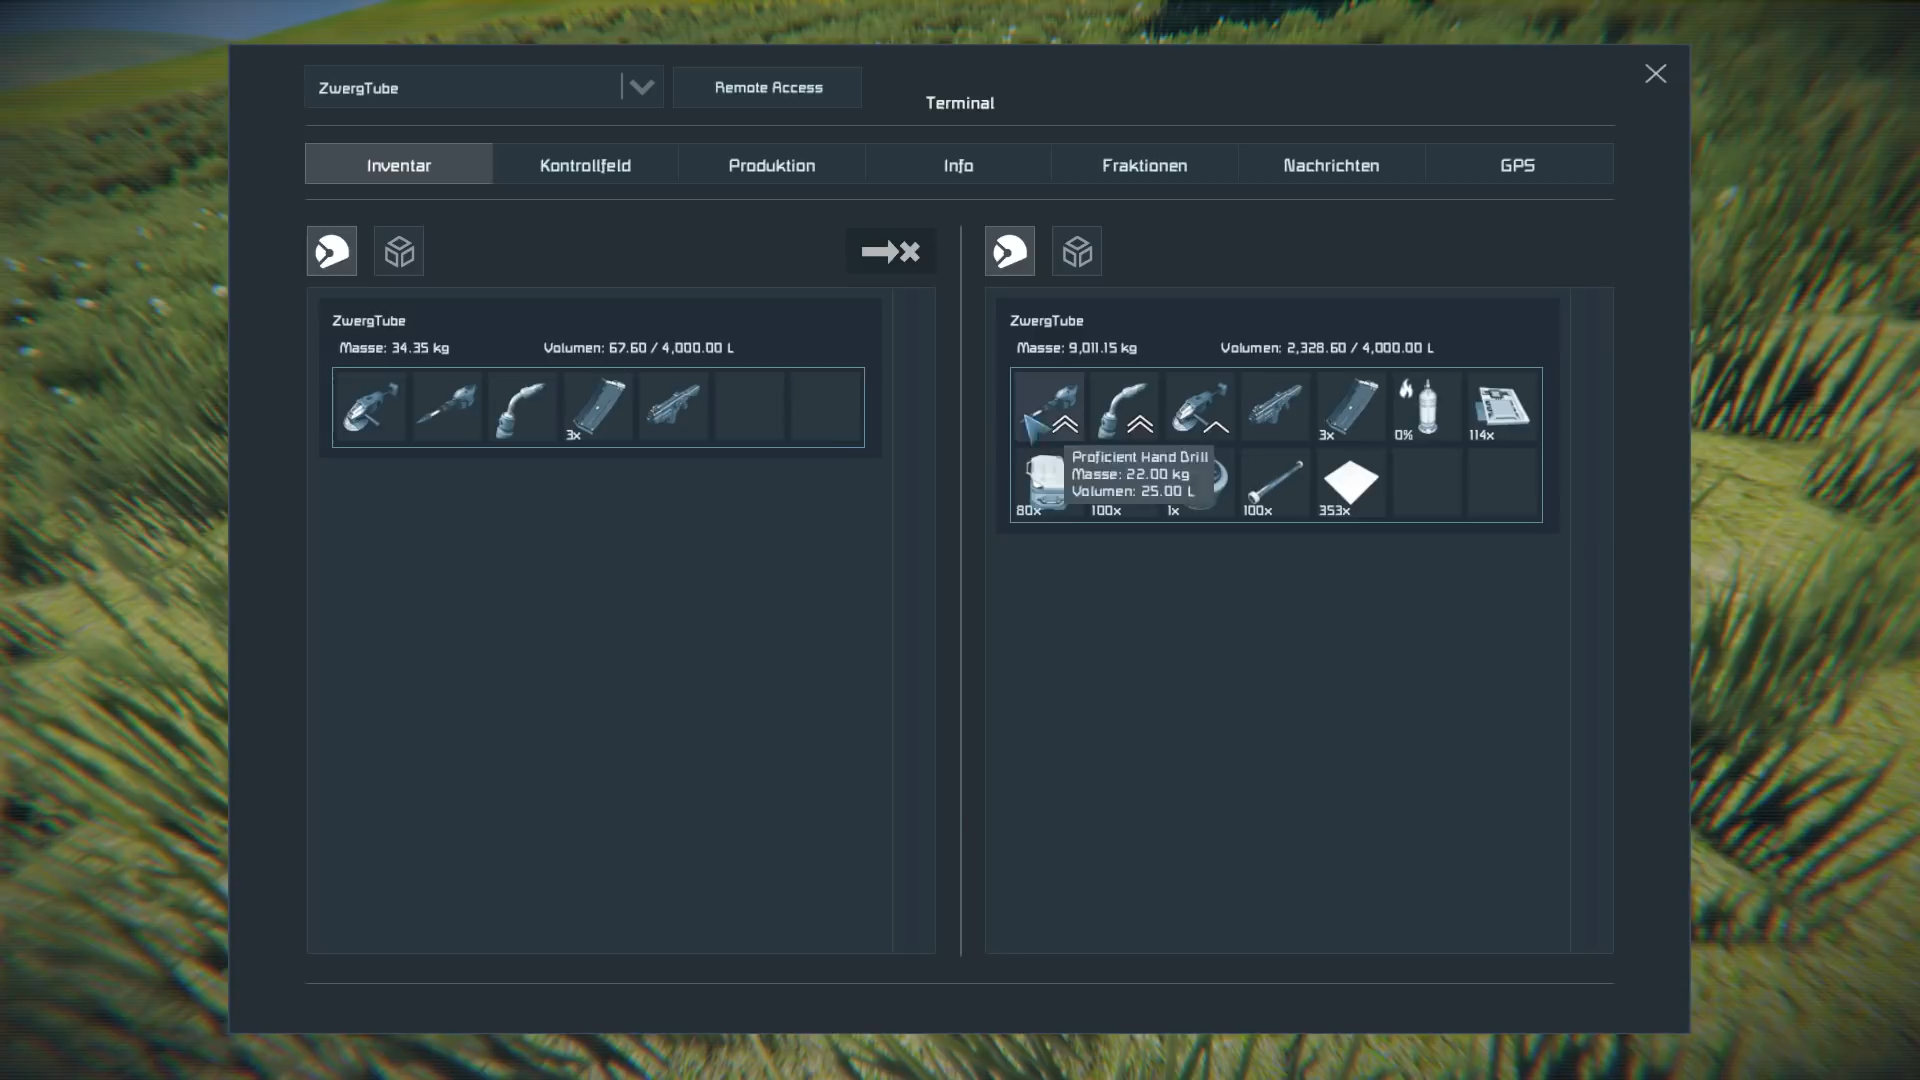 ZwergTube
Remote Access
Terminal
Inventar
Kontrollfeld
Produktion
Info
Fraktionen
Nachrichten
GPS
ZwergTube
Masse: 34.35 kg
Volumen: 67.60 / 4,000.00 L
3x
ZwergTube
Masse: 9,011.15 kg
Volumen: 2,328.60 / 4,000.00 L
3x
0%
114x
Proficient Hand Drill
Masse: 22.00 kg
Volumen: 25.00 L
80x
100x
1x
100x
353x